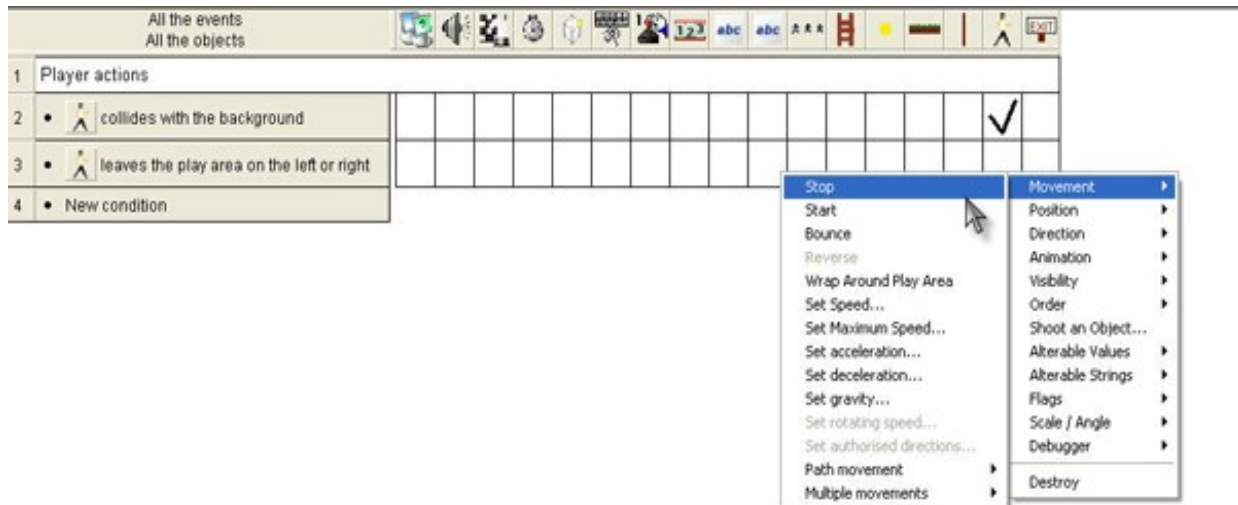 All the events
All the objects
123 abc abc EXIT
1 Player actions
2 • collides with the background
3 • leaves the play area on the left or right
4 • New condition
Stop
Start
Bounce
Reverse
Wrap Around Play Area
Set Speed...
Set Maximum Speed...
Set acceleration...
Set deceleration...
Set gravity...
Set rotating speed...
Set authorised directions...
Path movement
Multiple movements
Movement
Position
Direction
Animation
Visibility
Order
Shoot an Object...
Alterable Values
Alterable Strings
Flags
Scale / Angle
Debugger
Destroy